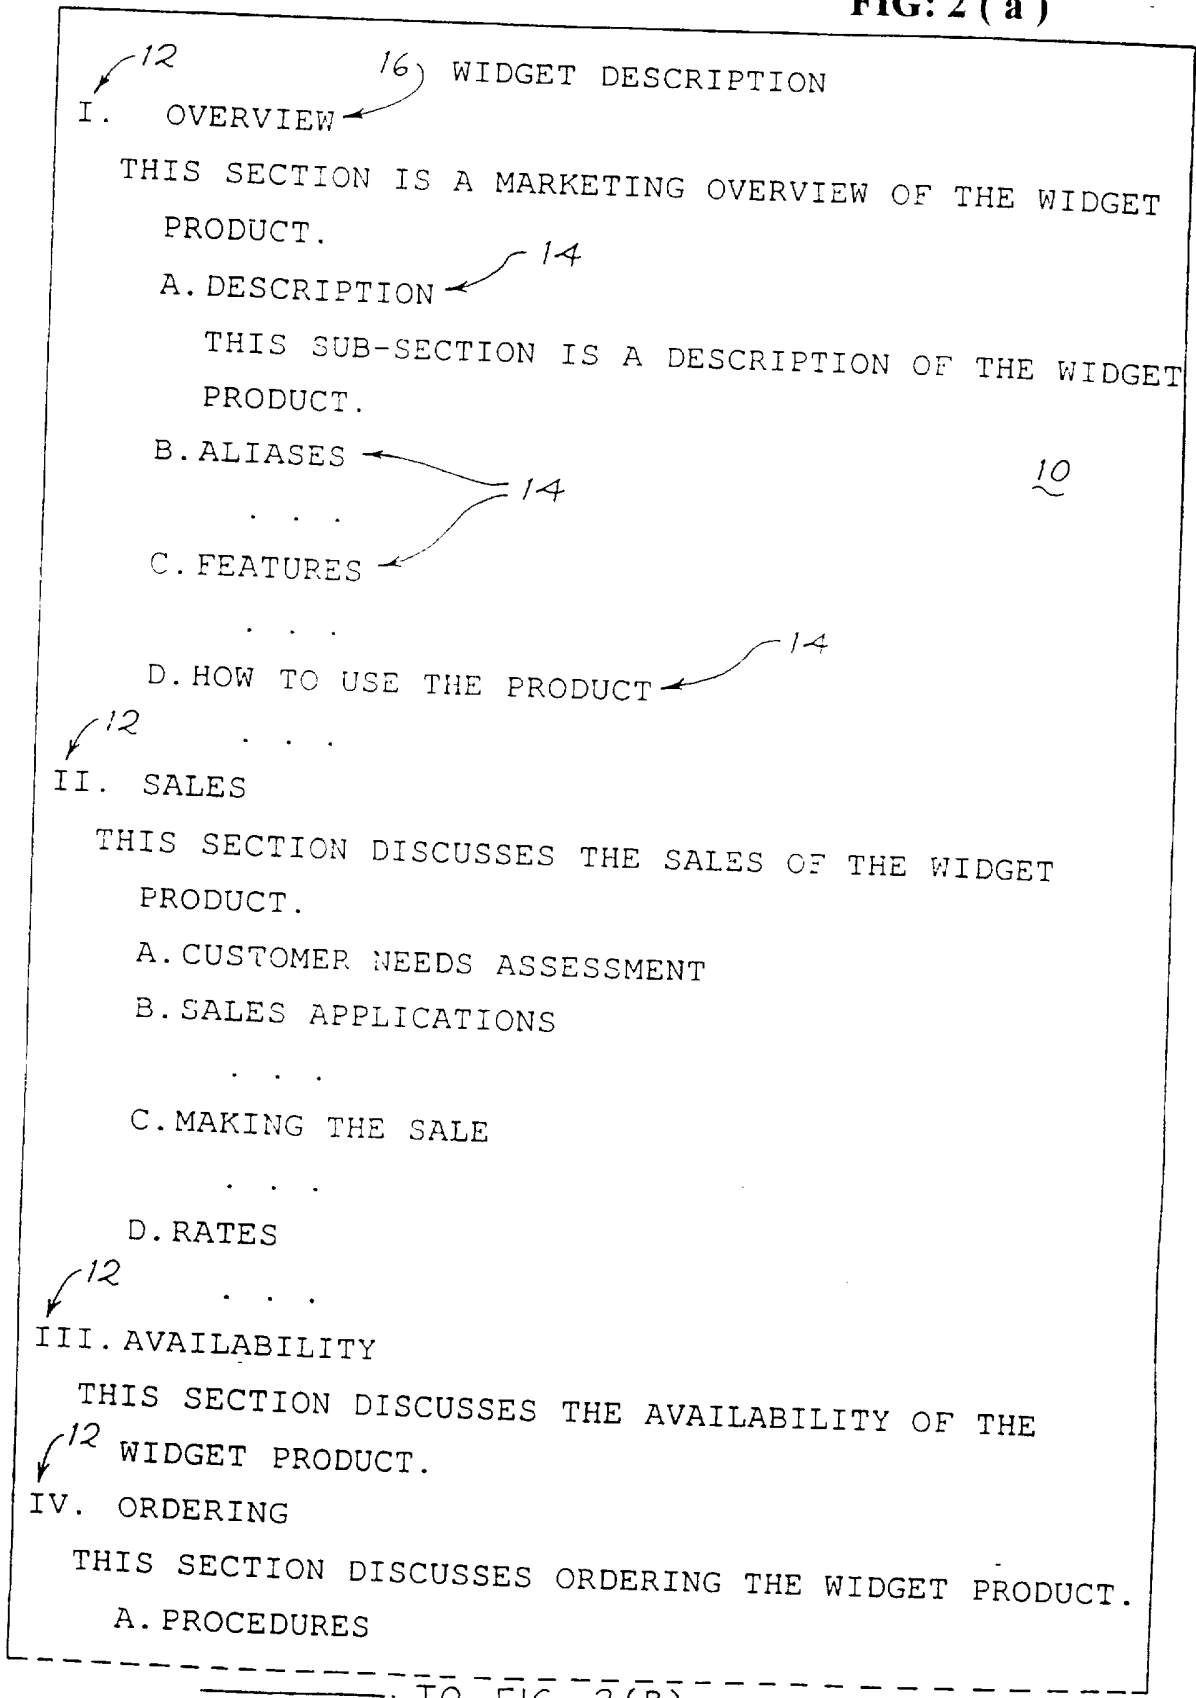 FIG: 2 ( a )
12
16 WIDGET DESCRIPTION
I. OVERVIEW
THIS SECTION IS A MARKETING OVERVIEW OF THE WIDGET
PRODUCT.
14
A. DESCRIPTION
THIS SUB-SECTION IS A DESCRIPTION OF THE WIDGET
PRODUCT.
B. ALIASES
10
14
. . .
C. FEATURES
. . .
14
D. HOW TO USE THE PRODUCT
12
. . .
II. SALES
THIS SECTION DISCUSSES THE SALES OF THE WIDGET
PRODUCT.
A. CUSTOMER NEEDS ASSESSMENT
B. SALES APPLICATIONS
. . .
C. MAKING THE SALE
. . .
D. RATES
12
. . .
III. AVAILABILITY
THIS SECTION DISCUSSES THE AVAILABILITY OF THE
12
WIDGET PRODUCT.
IV. ORDERING
THIS SECTION DISCUSSES ORDERING THE WIDGET PRODUCT.
A. PROCEDURES
TO FIG. 2(B)